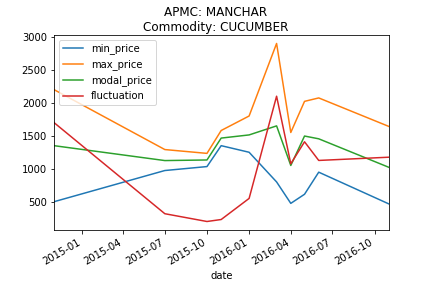 APMC: MANCHAR
Commodity: CUCUMBER
3000
2500
2000
1500
1000
500
min_price
max_price
modal_price
fluctuation
2015-01
2015-04
2015-07
2015-10
2016-01
2016-04
2016-07
2016-10
date